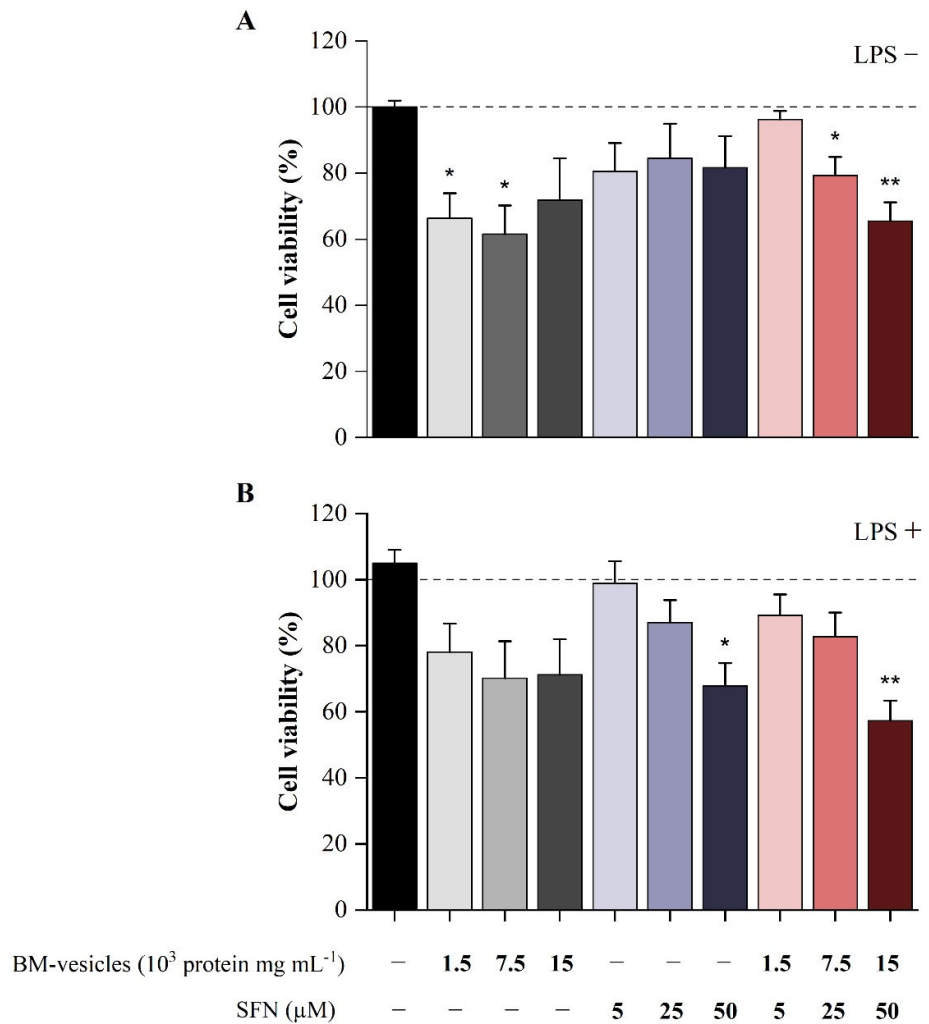 A
LPS −
Cell viability (%)
120
100
80
60
40
20
0
*
*
*
**
B
LPS +
Cell viability (%)
120
100
80
60
40
20
0
*
**
BM-vesicles (10³ protein mg mL⁻¹) − 1.5 7.5 15 − − − 1.5 7.5 15
SFN (µM) − − − − 5 25 50 5 25 50